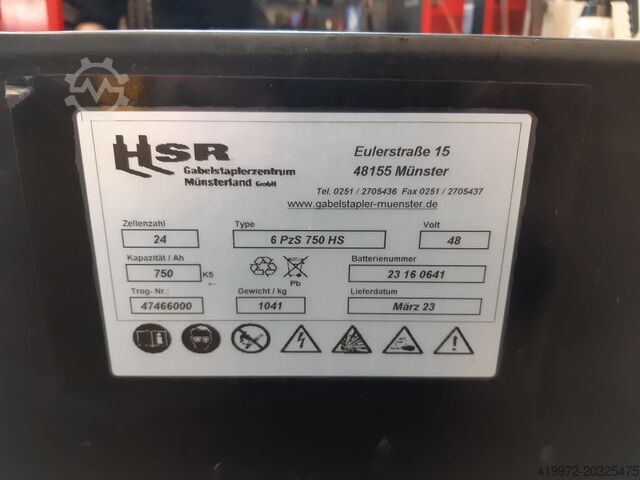 HSR
Gabelstaplerzentrum
Münsterland GmbH
Eulerstraße 15
48155 Münster
Tel. 0251 / 2705436 Fax 0251 / 2705437
www.gabelstapler-muenster.de
Zellenzahl Type Volt
24 6 PzS 750 HS 48
Kapazität / Ah Batterienummer
750 K5 Pb 23 16 0641
Trog- Nr.: Gewicht / kg Lieferdatum
47466000 1041 März 23
419972-20325475